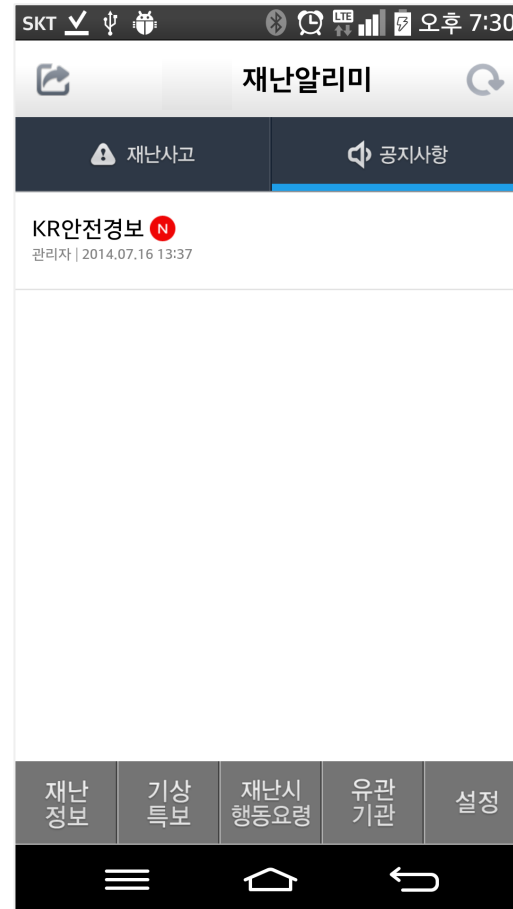 SKT LTE 오후 7:30
재난알리미
재난사고 공지사항
KR안전경보 N
관리자 | 2014.07.16 13:37
재난 기상 재난시 유관 설정
정보 특보 행동요령 기관